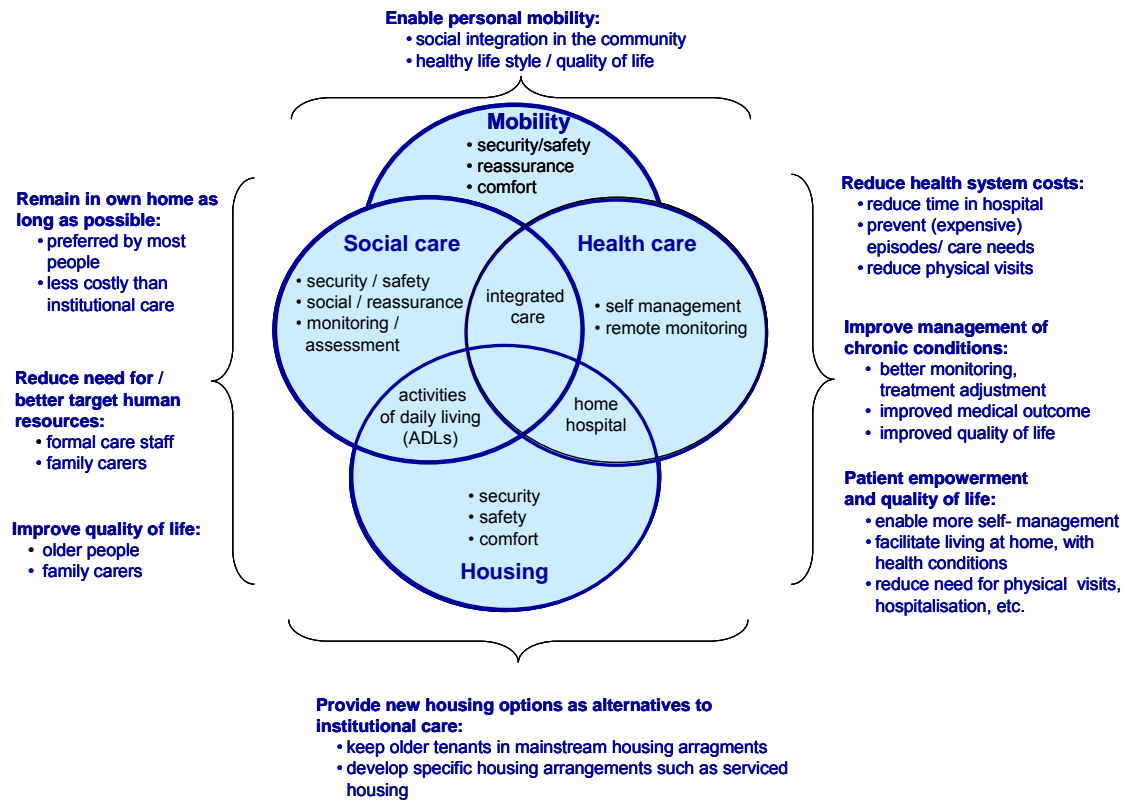 Enable personal mobility:
• social integration in the community
• healthy life style / quality of life
Mobility
• security/safety
• reassurance
• comfort
Remain in own home as
long as possible:
• preferred by most
people
• less costly than
institutional care
Reduce need for /
better target human
resources:
• formal care staff
• family carers
Improve quality of life:
• older people
• family carers
Social care
• security / safety
• social / reassurance
• monitoring /
assessment
integrated
care
Health care
• self management
• remote monitoring
activities
of daily living
(ADLs)
home
hospital
• security
• safety
• comfort
Housing
Reduce health system costs:
• reduce time in hospital
• prevent (expensive)
episodes/ care needs
• reduce physical visits
Improve management of
chronic conditions:
• better monitoring,
treatment adjustment
• improved medical outcome
• improved quality of life
Patient empowerment
and quality of life:
• enable more self- management
• facilitate living at home, with
health conditions
• reduce need for physical visits,
hospitalisation, etc.
Provide new housing options as alternatives to
institutional care:
• keep older tenants in mainstream housing arragments
• develop specific housing arrangements such as serviced
housing